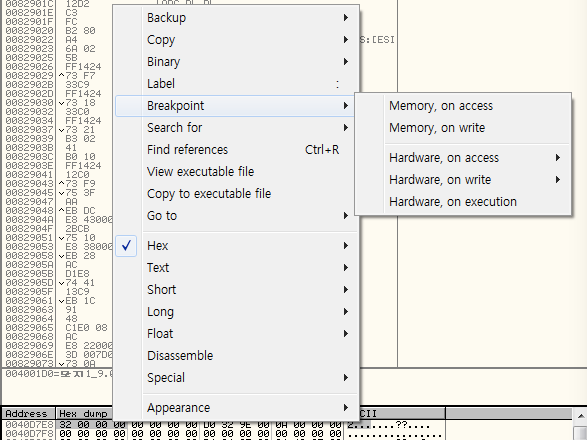 0082901C 12D2
0082901E C3
0082901F FC
00829020 B2 80
00829022 A4 S:[ESI
00829023 6A 02
00829025 5B
00829026 FF1424
00829029 ^73 F7
0082902B 33C9
0082902D FF1424
00829030 ˅73 18
00829032 33C0
00829034 FF1424
00829037 ˅73 21
00829039 B3 02
0082903B 41
0082903C B0 10
0082903E FF1424
00829041 12C0
00829043 ^73 F9
00829045 ˅75 3F
00829047 AA
00829048 ^EB DC
0082904A E8 43000
0082904F 2BCB
00829051 ˅75 10
00829053 E8 38000
00829058 ˅EB 28
0082905A AC
0082905B D1E8
0082905D ˅74 41
0082905F 13C9
00829061 ˅EB 1C
00829063 91
00829064 48
00829065 C1E0 08
00829068 AC
00829069 E8 22000
0082906E 3D 007D0
00829073 ˅73 0A
Backup
Copy
Binary
Label :
Breakpoint
Search for
Find references Ctrl+R
View executable file
Copy to executable file
Go to
Hex
Text
Short
Long
Float
Disassemble
Special
Appearance
Memory, on access
Memory, on write
Hardware, on access
Hardware, on write
Hardware, on execution
Address Hex dump CII
0040D7E8 32 00 00 00 00 00 00 00 D0 32 9E 00 0A 00 00 00